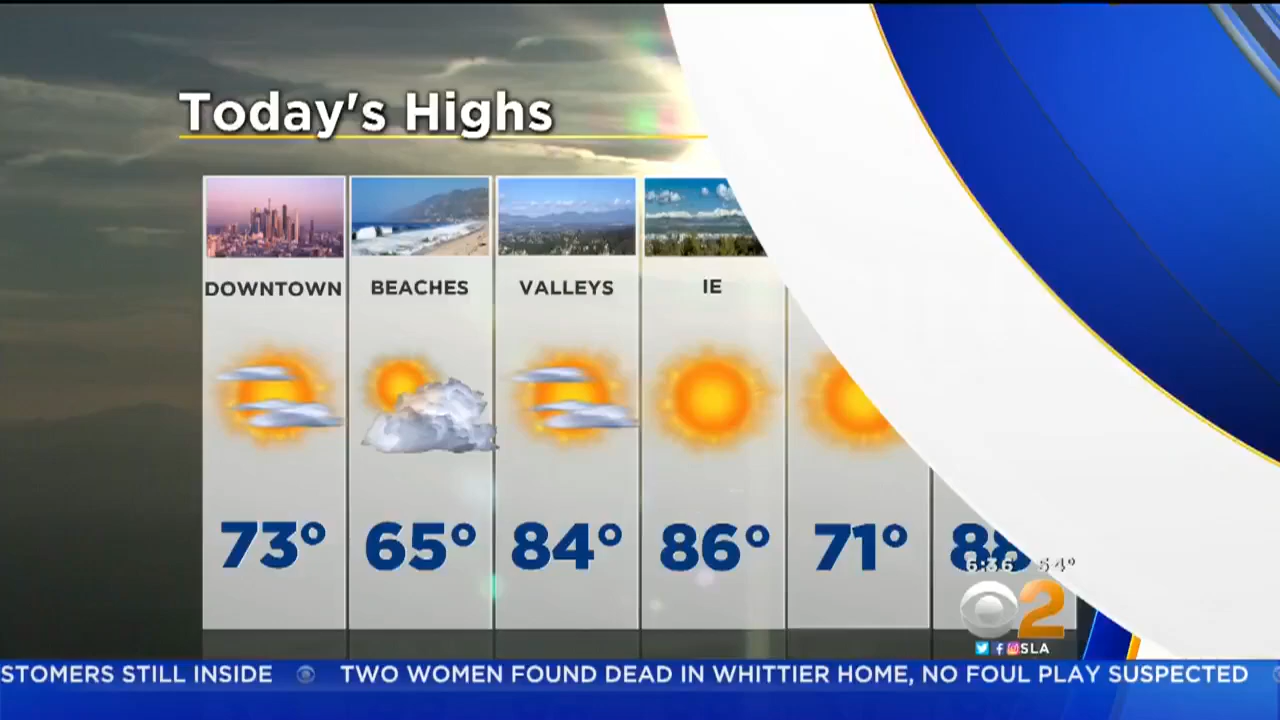 Today's Highs
DOWNTOWN BEACHES VALLEYS IE
73° 65° 84° 86° 71° 88
6:36 54°
2
SLA
STOMERS STILL INSIDE TWO WOMEN FOUND DEAD IN WHITTIER HOME, NO FOUL PLAY SUSPECTED